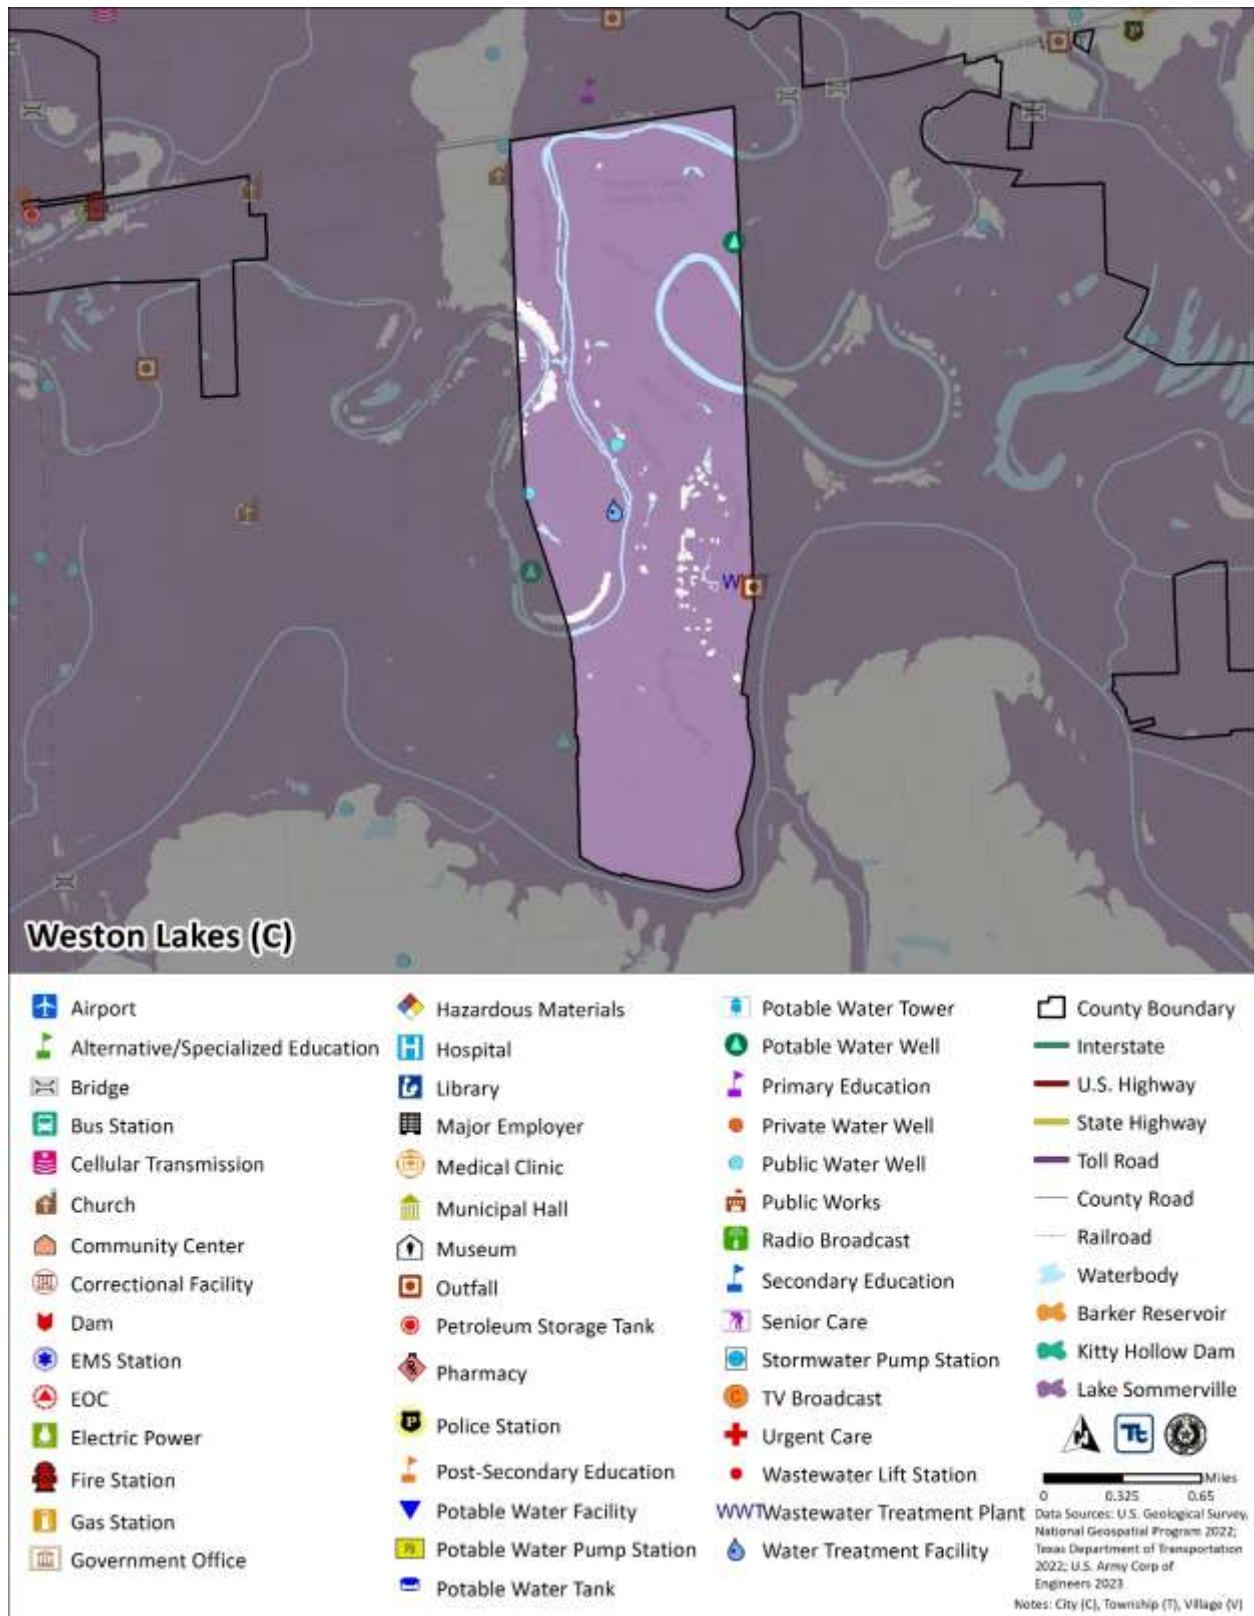 WWT
Weston Lakes (C)
Airport
Alternative/Specialized Education
Bridge
Bus Station
Cellular Transmission
Church
Community Center
Correctional Facility
Dam
EMS Station
EOC
Electric Power
Fire Station
Gas Station
Government Office
Hazardous Materials
Hospital
Library
Major Employer
Medical Clinic
Municipal Hall
Museum
Outfall
Petroleum Storage Tank
Pharmacy
Police Station
Post-Secondary Education
Potable Water Facility
Potable Water Pump Station
Potable Water Tank
Potable Water Tower
Potable Water Well
Primary Education
Private Water Well
Public Water Well
Public Works
Radio Broadcast
Secondary Education
Senior Care
Stormwater Pump Station
TV Broadcast
Urgent Care
Wastewater Lift Station
WWTWastewater Treatment Plant
Water Treatment Facility
County Boundary
Interstate
U.S. Highway
State Highway
Toll Road
County Road
Railroad
Waterbody
Barker Reservoir
Kitty Hollow Dam
Lake Sommerville
Tt
Miles
0 0.325 0.65
Data Sources: U.S. Geological Survey,
National Geospatial Program 2022;
Texas Department of Transportation
2022; U.S. Army Corp of
Engineers 2023
Notes: City (C), Township (T), Village (V)